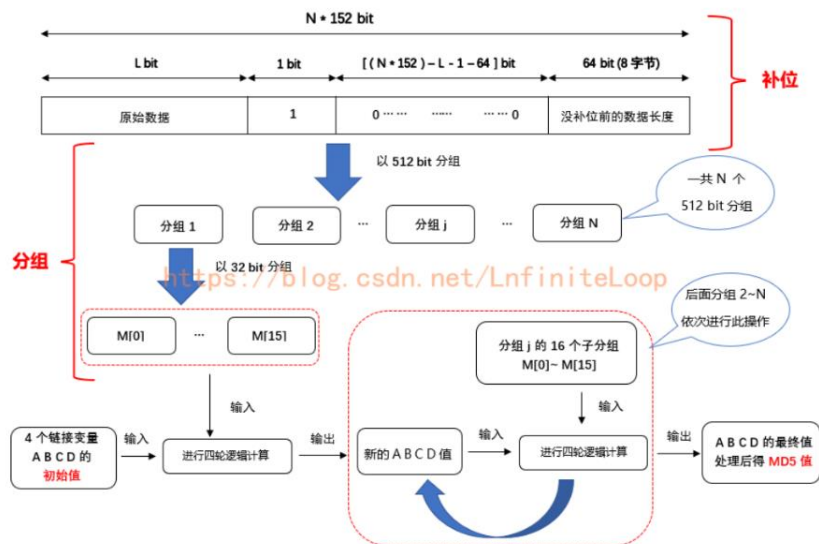 N * 152 bit
L bit
1 bit
[ ( N * 152 ) – L - 1 – 64 ] bit
64 bit (8 字节)
补位
原始数据
1
0 …… …… …… 0
没补位前的数据长度
以 512 bit 分组
一共 N 个
512 bit 分组
分组 1
分组 2
...
分组 j
...
分组 N
分组
以 32 bit 分组
https://blog.csdn.net/LnfiniteLoop
后面分组 2~N
依次进行此操作
M[0]
...
M[15]
分组 j 的 16 个子分组
M[0]~ M[15]
输入
输入
4 个链接变量
A B C D 的
初始值
输入
进行四轮逻辑计算
输出
新的 A B C D 值
输入
进行四轮逻辑计算
输出
A B C D 的最终值
处理后得 MD5 值